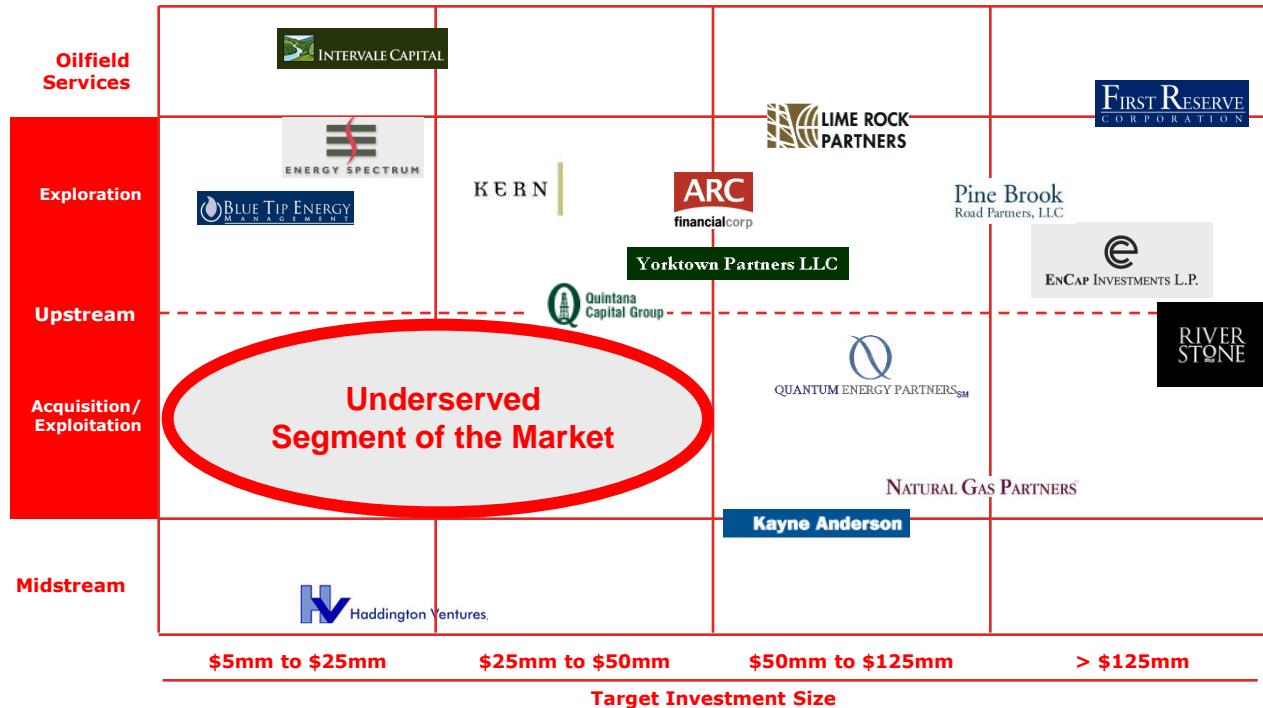 Oilfield
Services
INTERVALE CAPITAL
FIRST RESERVE
CORPORATION
LIME ROCK
PARTNERS
ENERGY SPECTRUM
Exploration
BLUE TIP ENERGY
MANAGEMENT
KERN
ARC
financialcorp
Pine Brook
Road Partners, LLC
Yorktown Partners LLC
ENCAP INVESTMENTS L.P.
Upstream
Quintana
Capital Group
RIVER
STONE
QUANTUM ENERGY PARTNERS SM
Acquisition/
Exploitation
Underserved
Segment of the Market
NATURAL GAS PARTNERS
Kayne Anderson
Midstream
HV Haddington Ventures,
$5mm to $25mm
$25mm to $50mm
$50mm to $125mm
> $125mm
Target Investment Size